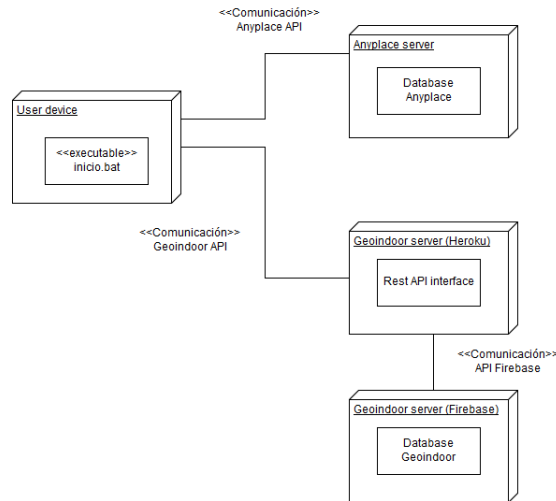 <<Comunicación>>
Anyplace API
Anyplace server
Database
Anyplace
User device
<<executable>>
inicio.bat
<<Comunicación>>
Geoindoor API
Geoindoor server (Heroku)
Rest API interface
<<Comunicación>>
API Firebase
Geoindoor server (Firebase)
Database
Geoindoor